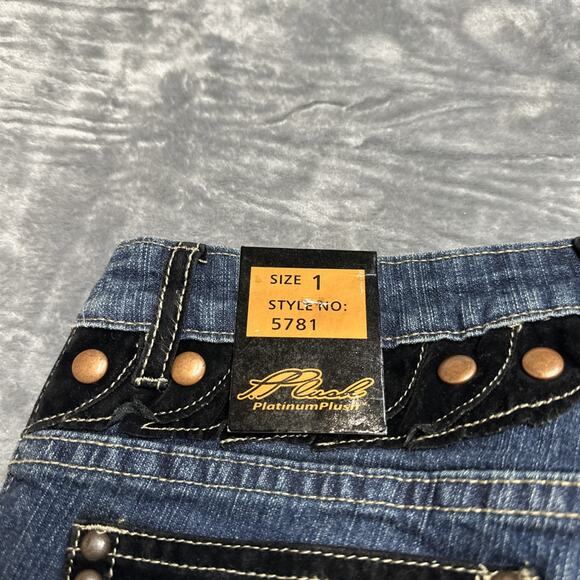 SIZE 1
STYLE NO:
5781
Plush
PlatinumPlush